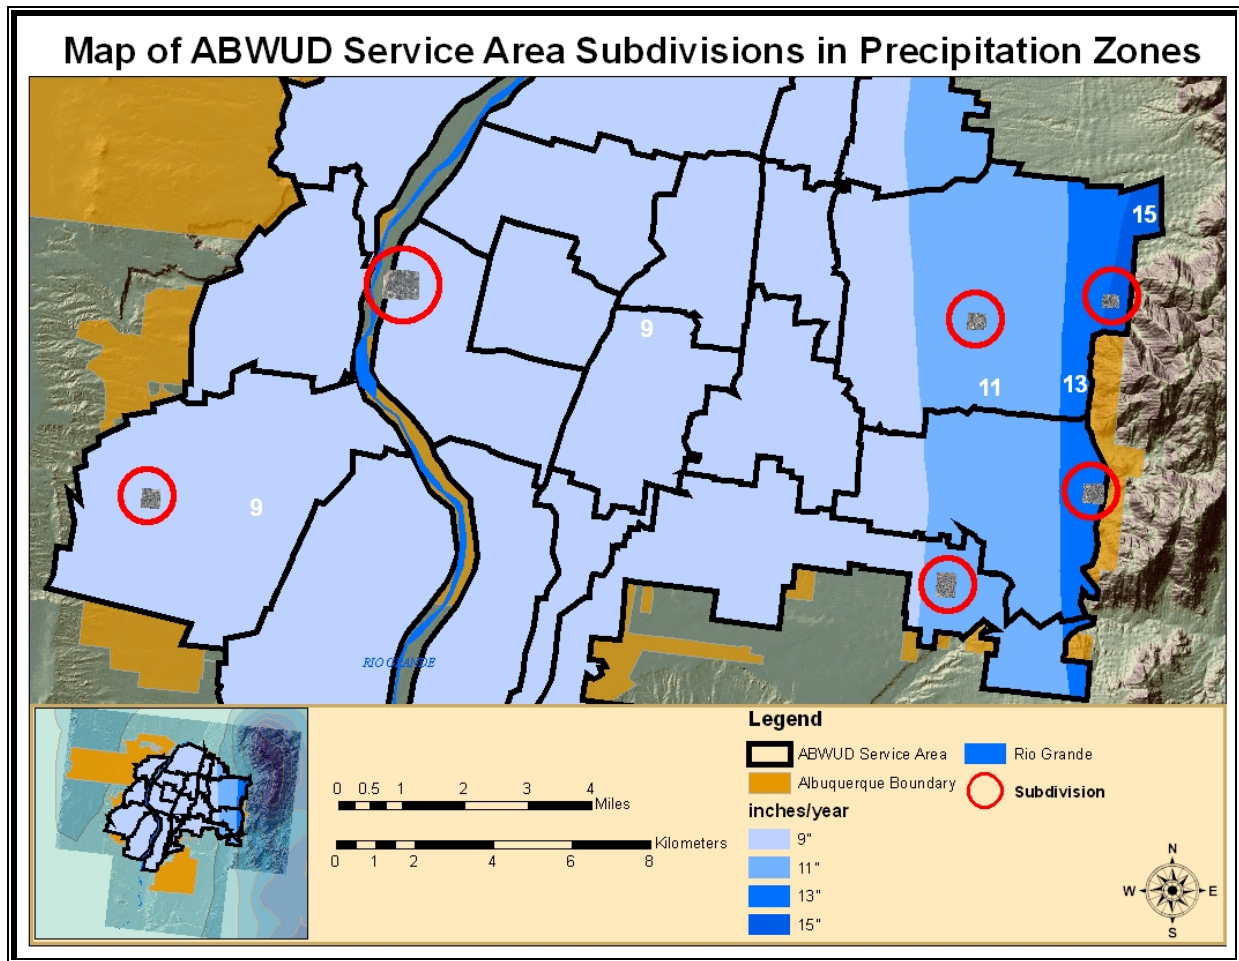 Map of ABWUD Service Area Subdivisions in Precipitation Zones
15
9
11
13
9
RIO GRANDE
Legend
ABWUD Service Area
Rio Grande
Albuquerque Boundary
Subdivision
inches/year
9"
11"
13"
15"
0 0.5 1 2 3 4
Miles
Kilometers
0 1 2 4 6 8
N
W E
S